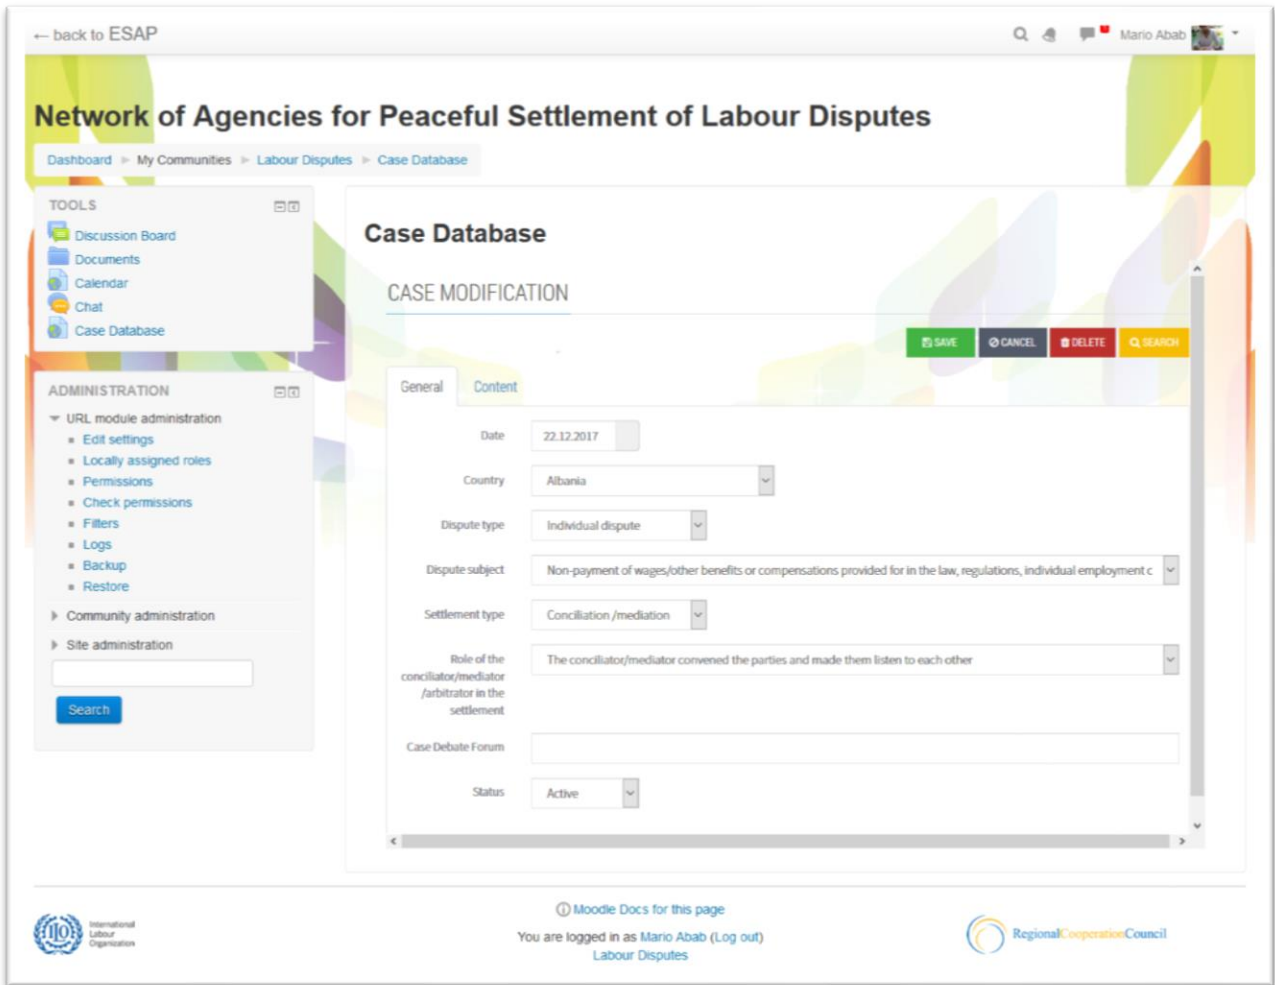 ← back to ESAP
Mario Abab
Network of Agencies for Peaceful Settlement of Labour Disputes
Dashboard ► My Communities ► Labour Disputes ► Case Database
TOOLS
Discussion Board
Documents
Calendar
Chat
Case Database
ADMINISTRATION
URL module administration
Edit settings
Locally assigned roles
Permissions
Check permissions
Filters
Logs
Backup
Restore
Community administration
Site administration
Search
Case Database
CASE MODIFICATION
SAVE CANCEL DELETE SEARCH
General Content
Date 22.12.2017
Country Albania
Dispute type Individual dispute
Dispute subject Non-payment of wages/other benefits or compensations provided for in the law, regulations, individual employment c
Settlement type Conciliation /mediation
Role of the The conciliator/mediator convened the parties and made them listen to each other
conciliator/mediator
/arbitrator in the
settlement
Case Debate Forum
Status Active
International
Labour
Organization
Moodle Docs for this page
You are logged in as Mario Abab (Log out)
Labour Disputes
RegionalCooperationCouncil